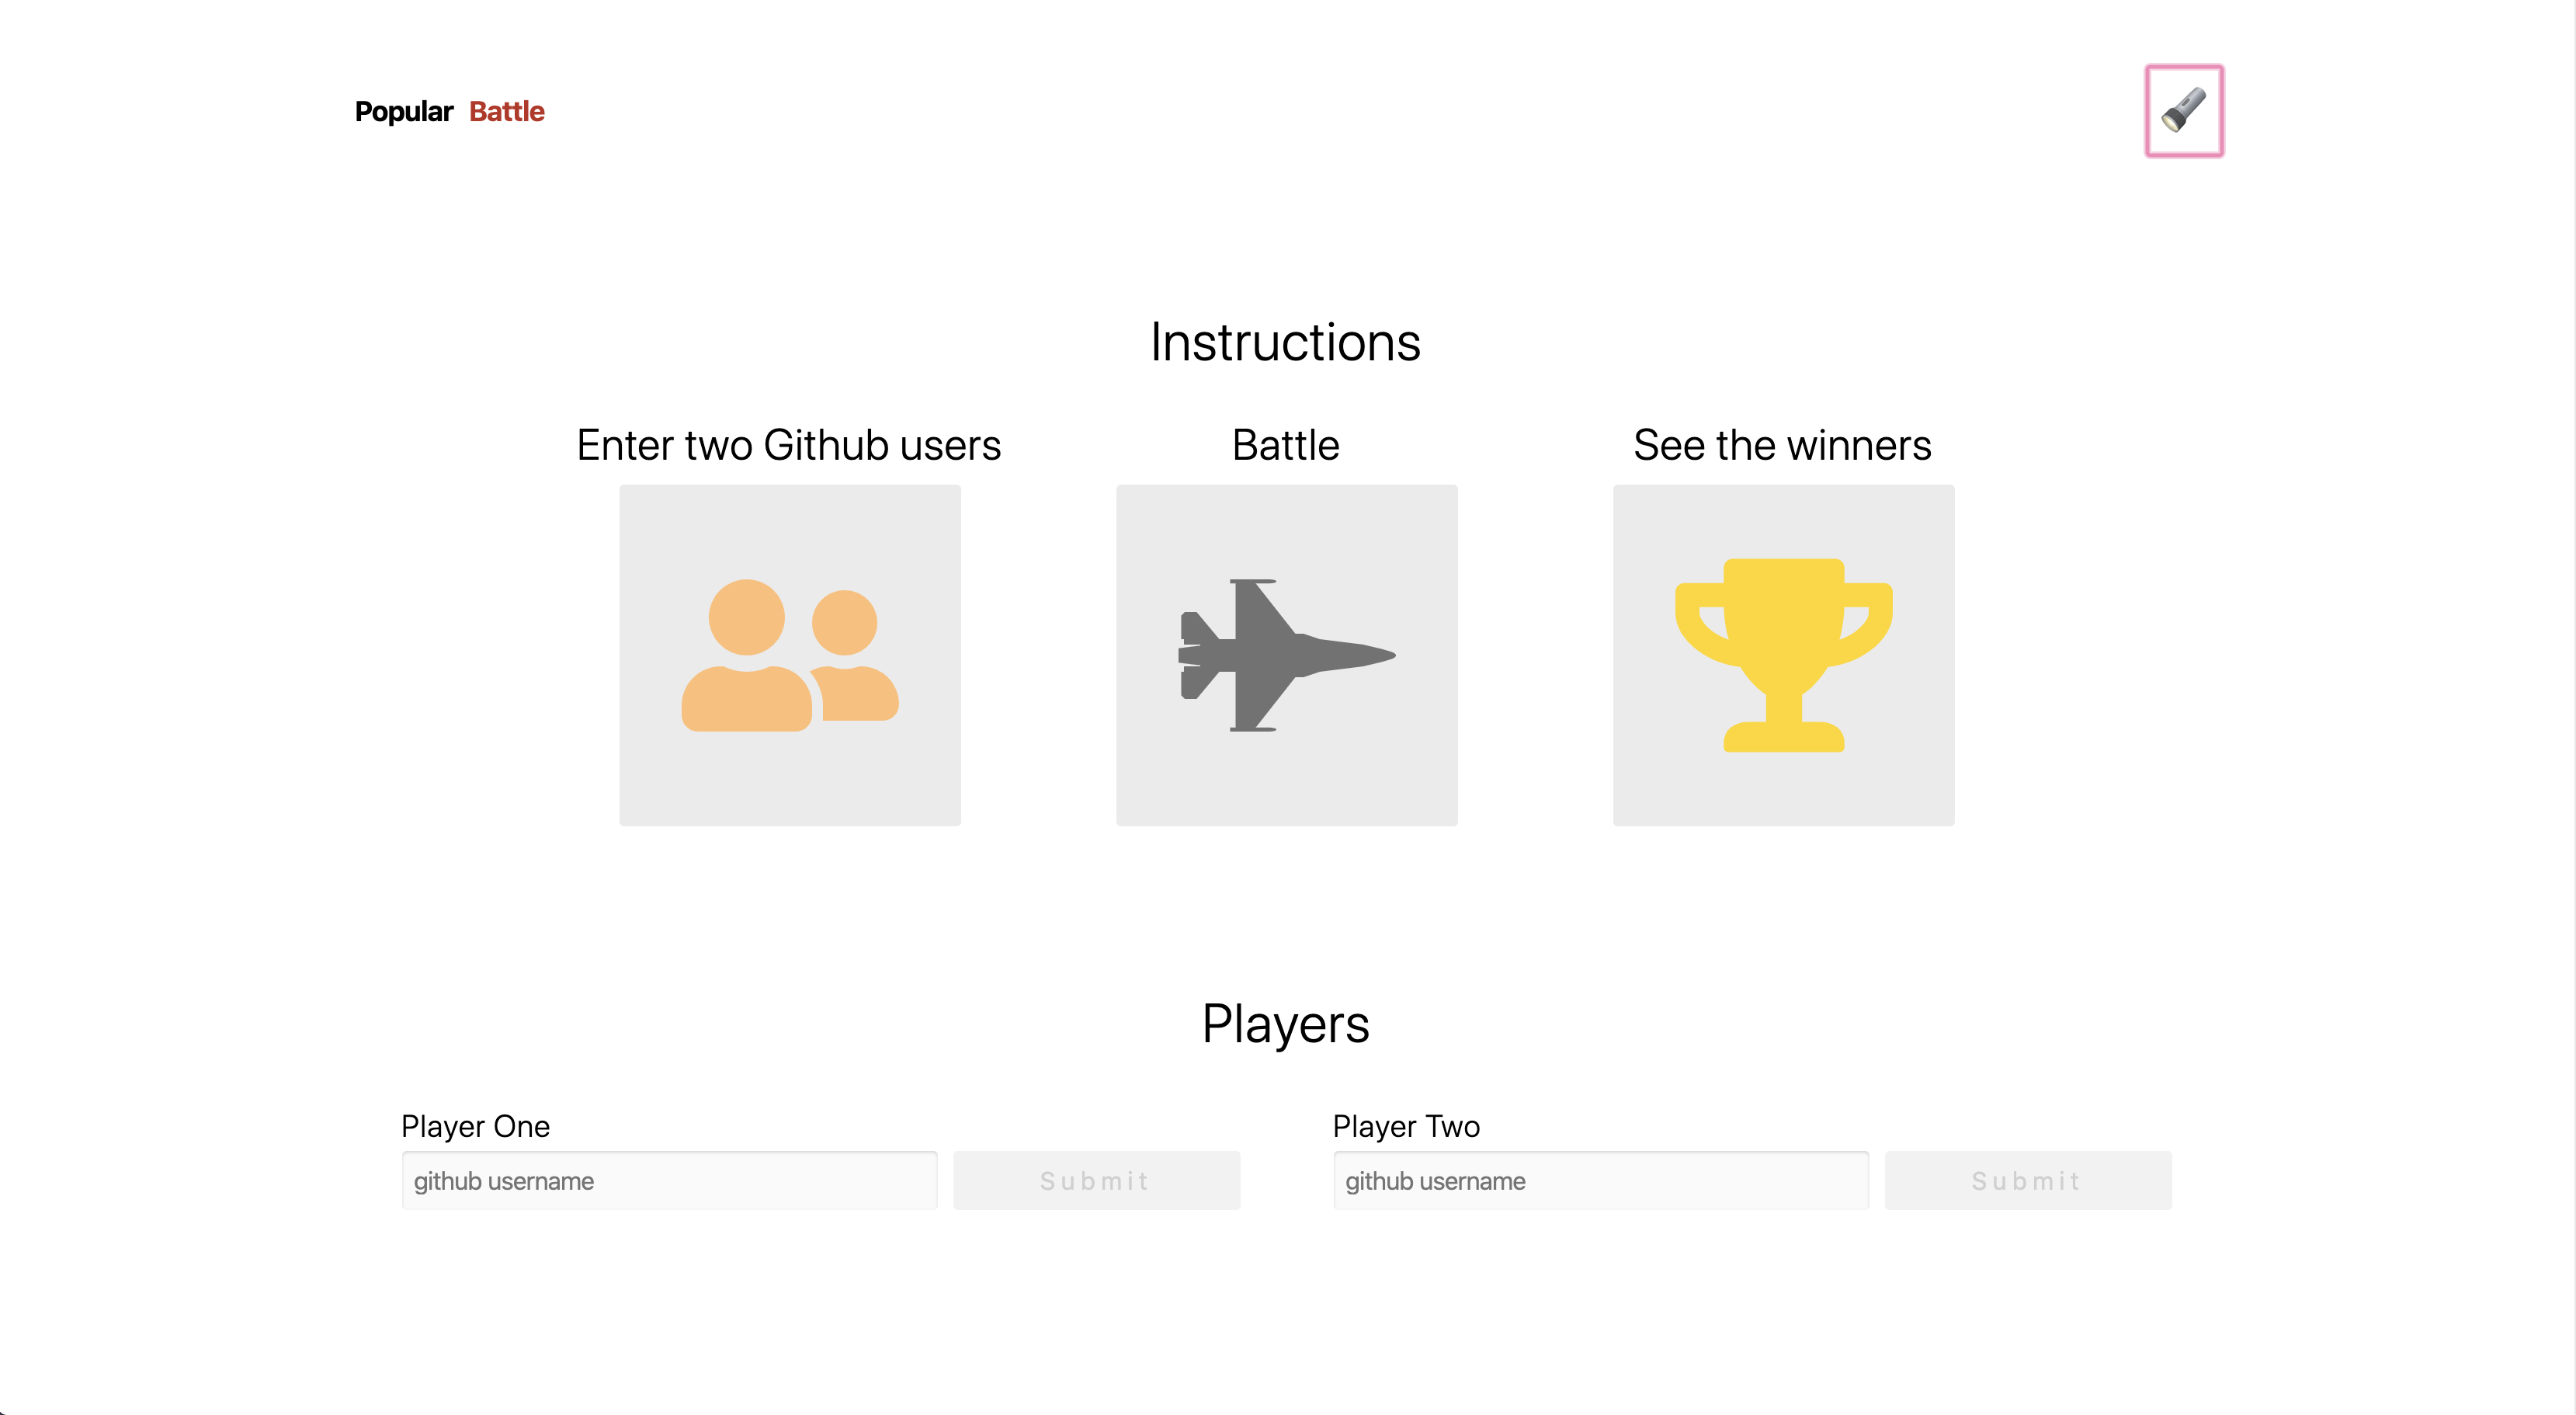 Popular Battle
Instructions
Enter two Github users
Battle
See the winners
Players
Player One
github username
Submit
Player Two
github username
Submit